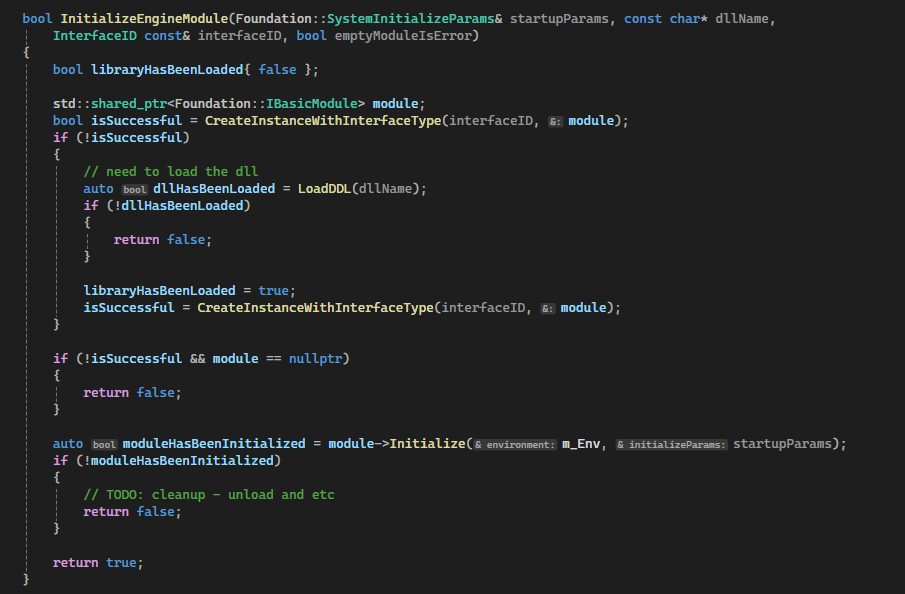 bool InitializeEngineModule(Foundation::SystemInitializeParams& startupParams, const char* dllName,
    InterfaceID const& interfaceID, bool emptyModuleIsError)
{
    bool libraryHasBeenLoaded{ false };

    std::shared_ptr<Foundation::IBasicModule> module;
    bool isSuccessful = CreateInstanceWithInterfaceType(interfaceID, &: module);
    if (!isSuccessful)
    {
        // need to load the dll
        auto bool dllHasBeenLoaded = LoadDDL(dllName);
        if (!dllHasBeenLoaded)
        {
            return false;
        }

        libraryHasBeenLoaded = true;
        isSuccessful = CreateInstanceWithInterfaceType(interfaceID, &: module);
    }

    if (!isSuccessful && module == nullptr)
    {
        return false;
    }

    auto bool moduleHasBeenInitialized = module->Initialize(& environment: m_Env, & initializeParams: startupParams);
    if (!moduleHasBeenInitialized)
    {
        // TODO: cleanup - unload and etc
        return false;
    }

    return true;
}